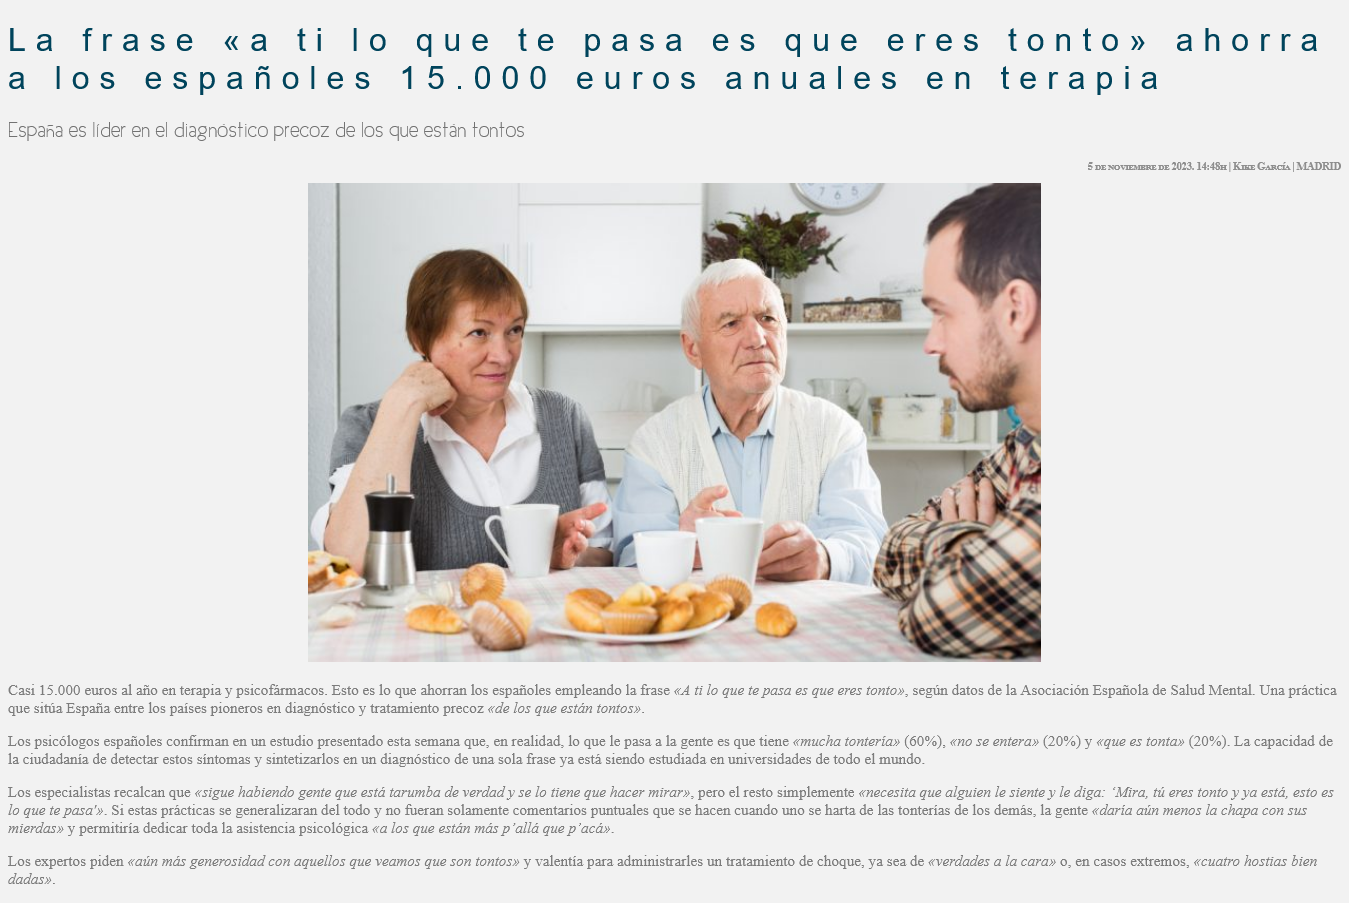 La frase «a ti lo que te pasa es que eres tonto» ahorra
a los españoles 15.000 euros anuales en terapia
España es líder en el diagnóstico precoz de los que están tontos
5 DE NOVIEMBRE DE 2023. 14:48H | KIKE GARCÍA | MADRID
Casi 15.000 euros al año en terapia y psicofármacos. Esto es lo que ahorran los españoles empleando la frase «A ti lo que te pasa es que eres tonto», según datos de la Asociación Española de Salud Mental. Una práctica
que sitúa España entre los países pioneros en diagnóstico y tratamiento precoz «de los que están tontos».
Los psicólogos españoles confirman en un estudio presentado esta semana que, en realidad, lo que le pasa a la gente es que tiene «mucha tontería» (60%), «no se entera» (20%) y «que es tonta» (20%). La capacidad de
la ciudadanía de detectar estos síntomas y sintetizarlos en un diagnóstico de una sola frase ya está siendo estudiada en universidades de todo el mundo.
Los especialistas recalcan que «sigue habiendo gente que está tarumba de verdad y se lo tiene que hacer mirar», pero el resto simplemente «necesita que alguien le siente y le diga: ‘Mira, tú eres tonto y ya está, esto es
lo que te pasa'». Si estas prácticas se generalizaran del todo y no fueran solamente comentarios puntuales que se hacen cuando uno se harta de las tonterías de los demás, la gente «daría aún menos la chapa con sus
mierdas» y permitiría dedicar toda la asistencia psicológica «a los que están más p’allá que p’acá».
Los expertos piden «aún más generosidad con aquellos que veamos que son tontos» y valentía para administrarles un tratamiento de choque, ya sea de «verdades a la cara» o, en casos extremos, «cuatro hostias bien
dadas».